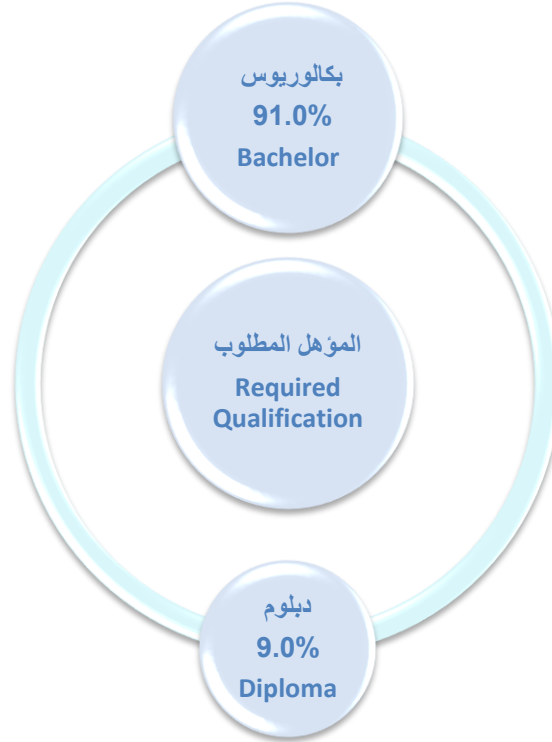 بكالوريوس
91.0%
Bachelor
المؤهل المطلوب
Required
Qualification
دبلوم
9.0%
Diploma